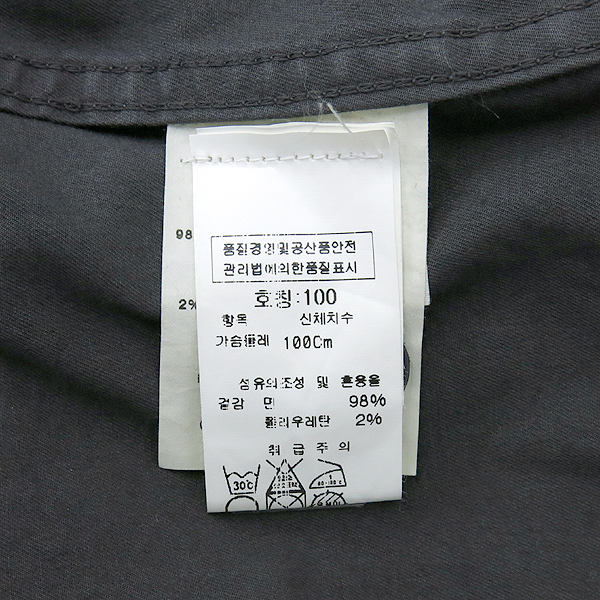 품질경영및공산품안전
관리법에의한품질표시
호칭:100
항목 신체치수
가슴둘레 100Cm
섬유의조성 및 혼용율
겉감 면 98%
폴리우레탄 2%
취급주의
30℃
98
2%